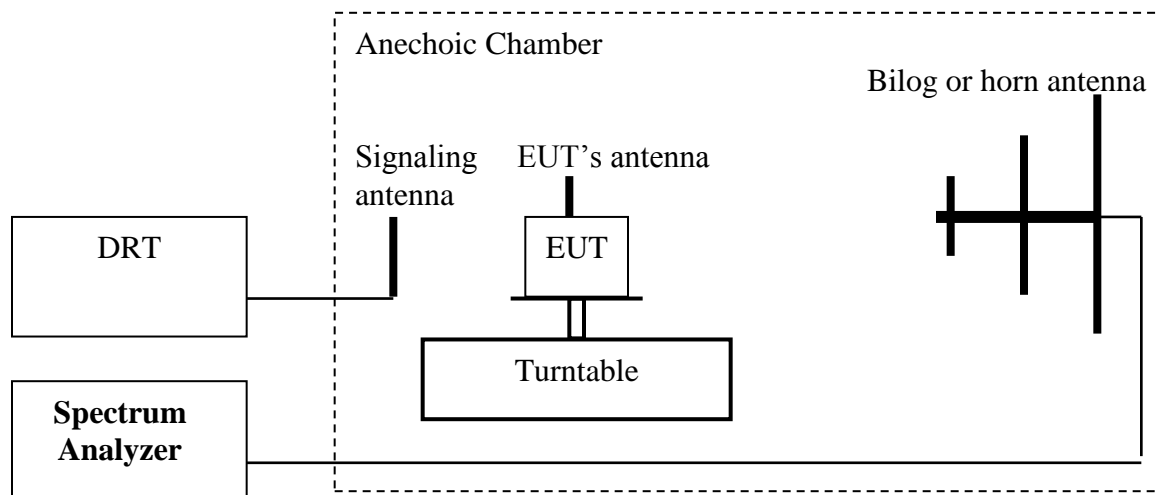 Anechoic Chamber
Bilog or horn antenna
Signaling
antenna
EUT’s antenna
DRT
EUT
Turntable
Spectrum
Analyzer